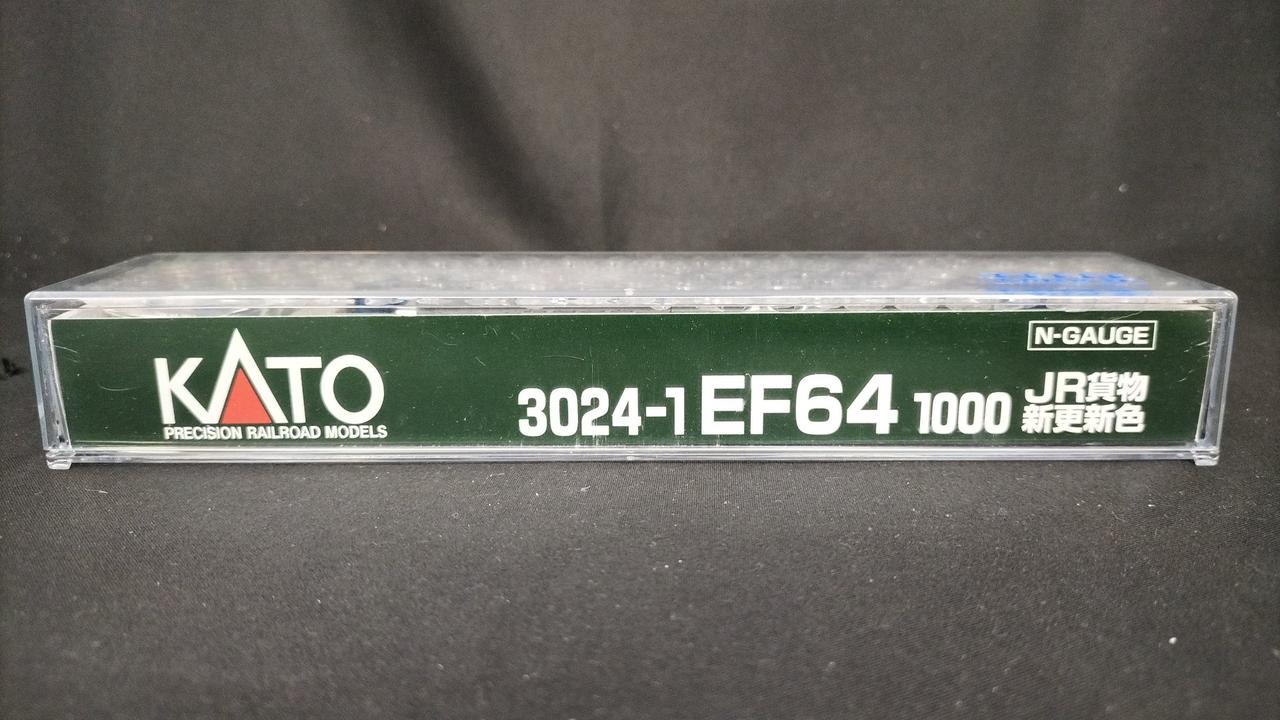 KATO
PRECISION RAILROAD MODELS
N-GAUGE
3024-1 EF64 1000 JR貨物
新更新色